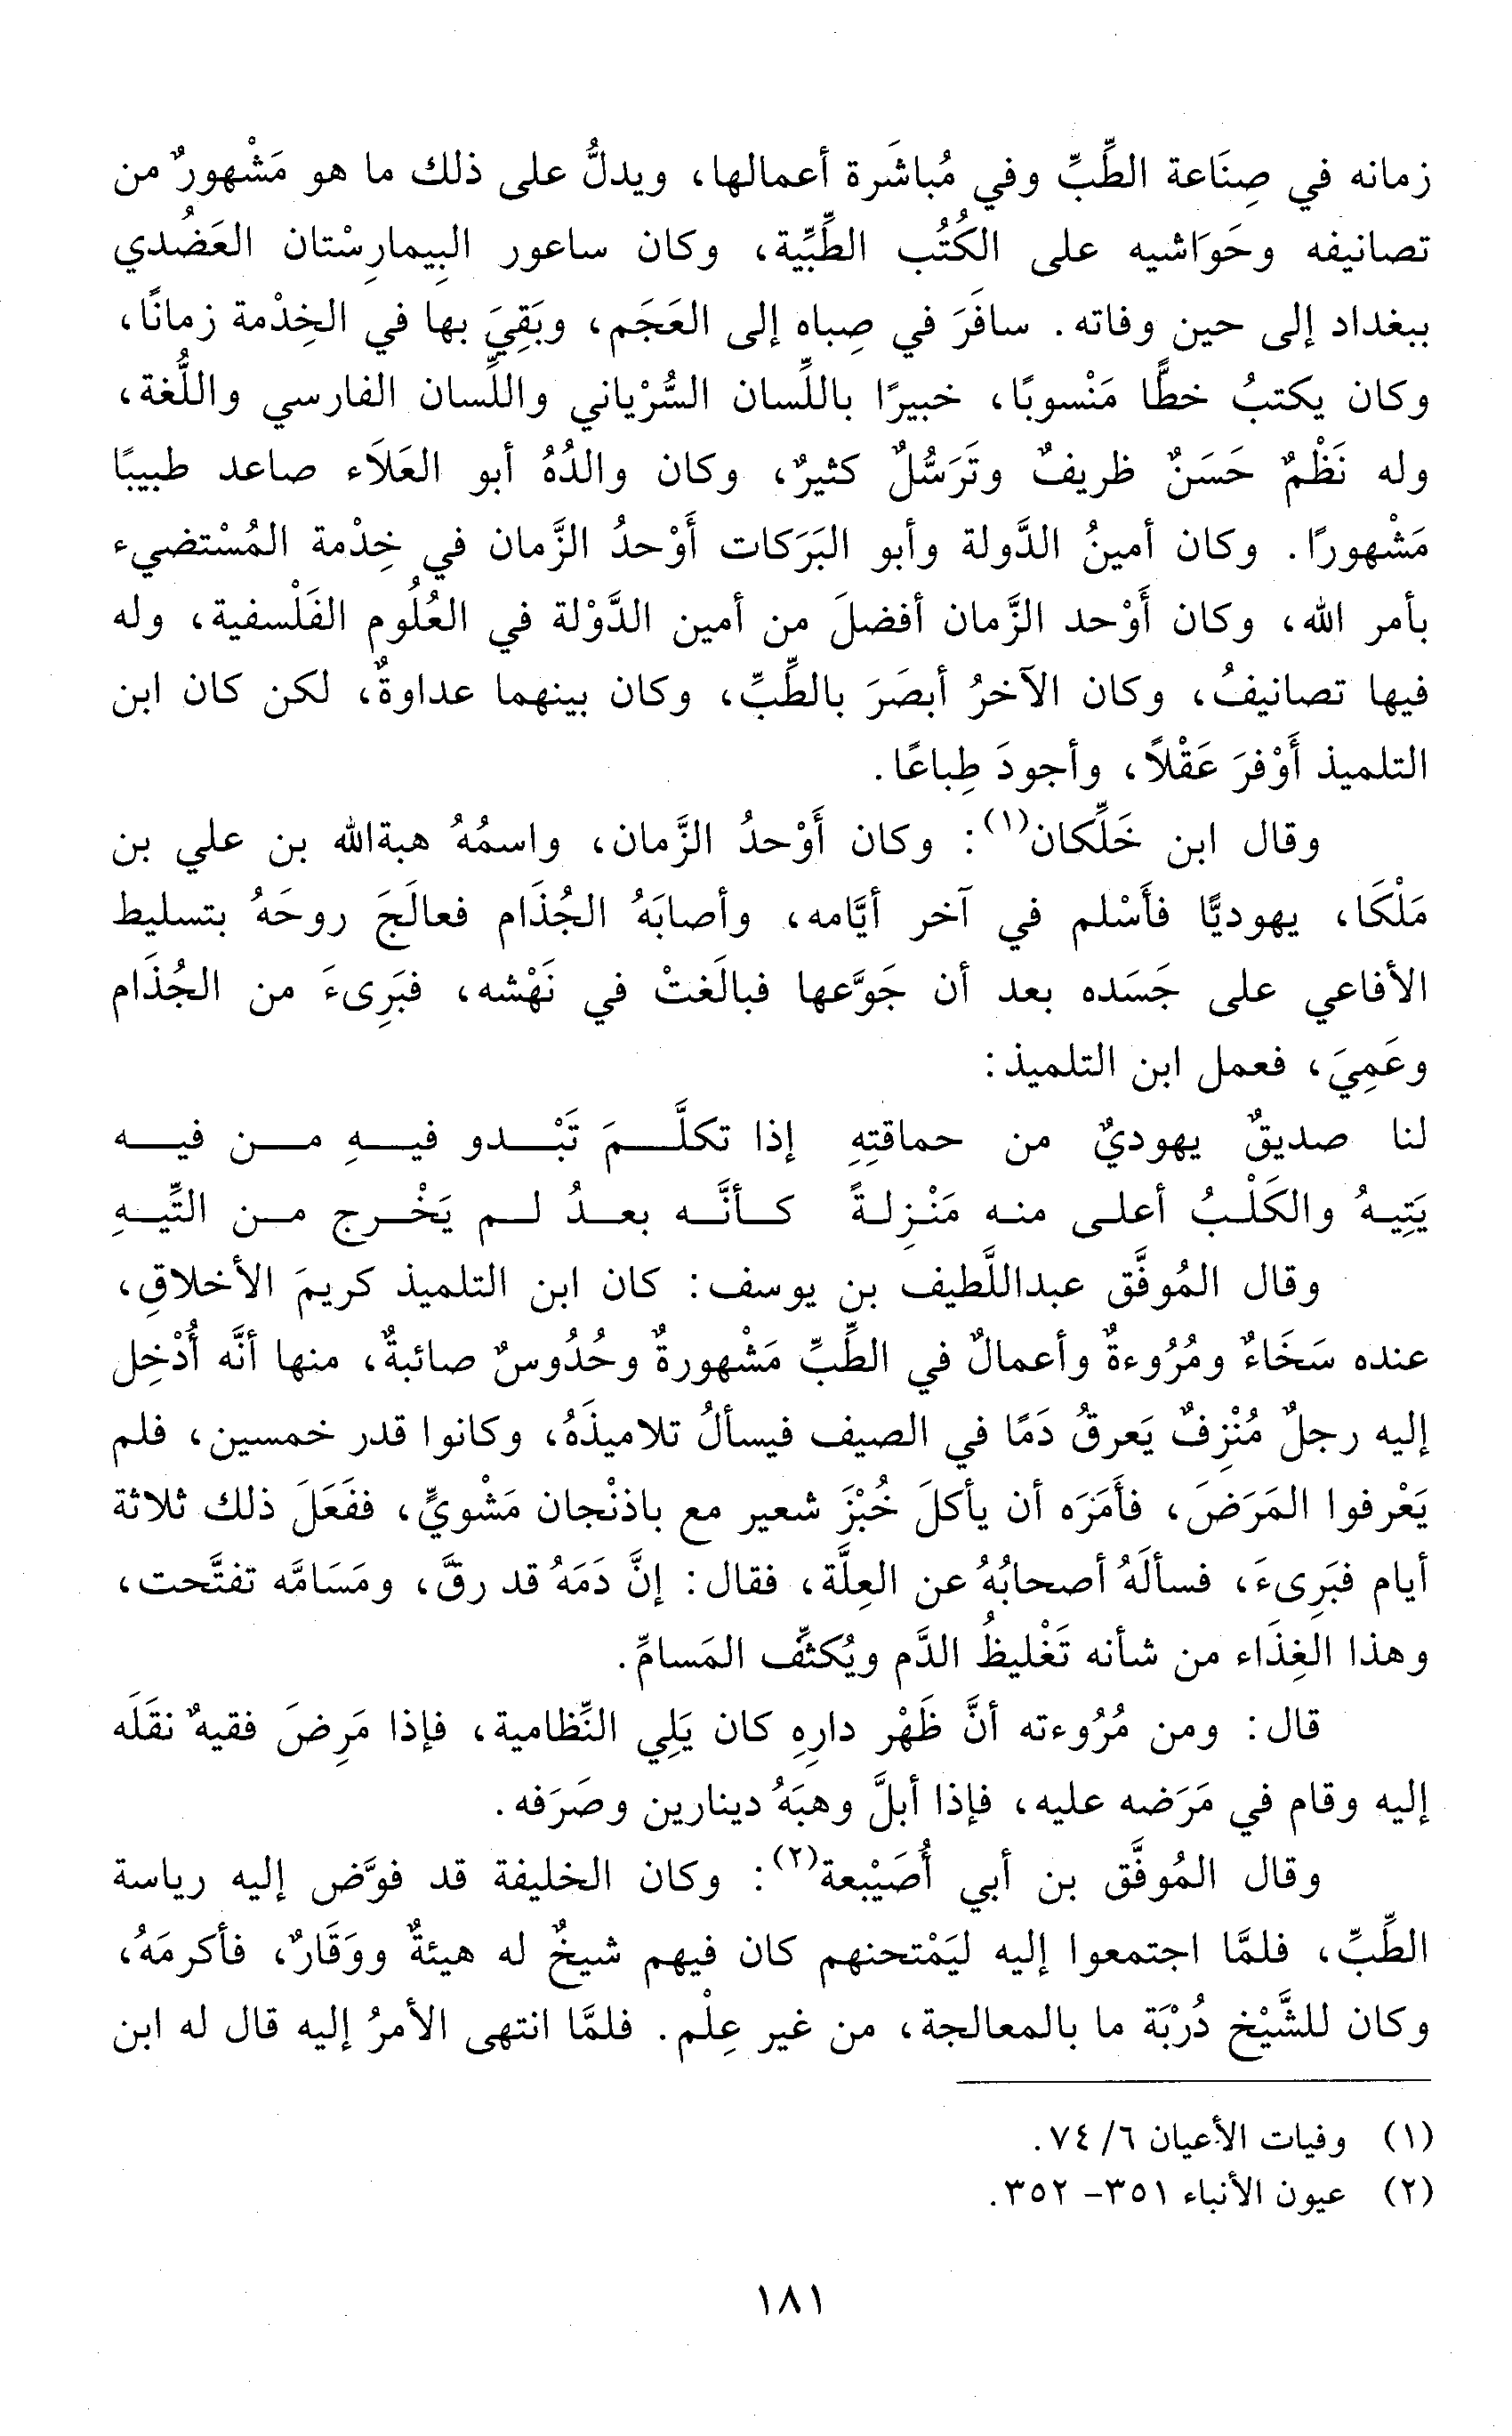 زمانه في صِنَاعة الطِّبِّ وفي مُباشَرة أعمالها، ويدلُّ على ذلك ما هو مَشْهورٌ من
تصانيفه وحَوَاشيه على الكُتُب الطِّبِّية، وكان ساعور البِيمارِسْتان العَضُدي
ببغداد إلى حين وفاته. سافَرَ في صِباه إلى العَجَم، وبَقِيَ بها في الخِدْمة زمانًا،
وكان يكتبُ خطًّا مَنْسوبًا، خبيرًا باللِّسان السُّرْياني واللِّسان الفارسي واللُّغة،
وله نَظْمٌ حَسَنٌ ظريفٌ وتَرَسُّلٌ كثيرٌ، وكان والدُهُ أبو العَلَاء صاعد طبيبًا
مَشْهورًا. وكان أمينُ الدَّولة وأبو البَرَكات أَوْحدُ الزَّمان في خِدْمة المُسْتضيء
بأمر الله، وكان أَوْحد الزَّمان أفضلَ من أمين الدَّوْلة في العُلُوم الفَلْسفية، وله
فيها تصانيفُ، وكان الآخرُ أبصَرَ بالطِّبِّ، وكان بينهما عداوةٌ، لكن كان ابن
التلميذ أَوْفرَ عَقْلاً، وأجودَ طِباعًا.
وقال ابن خَلِّكان(١): وكان أَوْحدُ الزَّمان، واسمُهُ هبةالله بن علي بن
مَلْكَا، يهوديًّا فأَسْلم في آخر أيَّامه، وأصابَهُ الجُذَام فعالَجَ روحَهُ بتسليط
الأفاعي على جَسَده بعد أن جَوَّعها فبالَغتْ في نَهْشه، فبَرِىءَ من الجُذَام
وعَمِيَ، فعمل ابن التلميذ:
لنا صديقٌ يهوديٌ من حماقتِهِ إذا تكلَّمَ تَبْدو فيهِ من فيه
يَتِيهُ والكَلْبُ أعلى منه مَنْزِلةً كأنَّه بعدُ لم يَخْرج من التِّيهِ
وقال المُوفَّق عبداللَّطيف بن يوسف: كان ابن التلميذ كريمَ الأخلاقِ،
عنده سَخَاءٌ ومُرُوءةٌ وأعمالٌ في الطِّبِّ مَشْهورةٌ وحُدُوسٌ صائبةٌ، منها أنَّه أُدْخِل
إليه رجلٌ مُنْزِفٌ يَعرقُ دَمًا في الصيف فيسألُ تلاميذَهُ، وكانوا قدر خمسين، فلم
يَعْرفوا المَرَضَ، فأَمَرَه أن يأكلَ خُبْزَ شعير مع باذنْجان مَشْويٍّ، ففَعَلَ ذلك ثلاثة
أيام فبَرِىءَ، فسألَهُ أصحابُهُ عن العِلَّة، فقال: إنَّ دَمَهُ قد رقَّ، ومَسَامَّه تفتَّحت،
وهذا الغِذَاء من شأنه تَغْليظُ الدَّم ويُكثِّف المَسامِّ.
قال: ومن مُرُوءته أنَّ ظَهْر دارِهِ كان يَلِي النِّظامية، فإذا مَرِضَ فقيهٌ نقَلَه
إليه وقام في مَرَضه عليه، فإذا أبلَّ وهبَهُ دينارين وصَرَفه.
وقال المُوفَّق بن أبي أُصَيْبعة(٢): وكان الخليفة قد فوَّض إليه رياسة
الطِّبِّ، فلمَّا اجتمعوا إليه ليَمْتحنهم كان فيهم شيخٌ له هيئةٌ ووَقَارٌ، فأكرمَهُ،
وكان للشَّيْخ دُرْبَة ما بالمعالجة، من غير عِلْم. فلمَّا انتهى الأمرُ إليه قال له ابن
(١) وفيات الأعيان ٦/ ٧٤.
(٢) عيون الأنباء ٣٥١- ٣٥٢.
١٨١